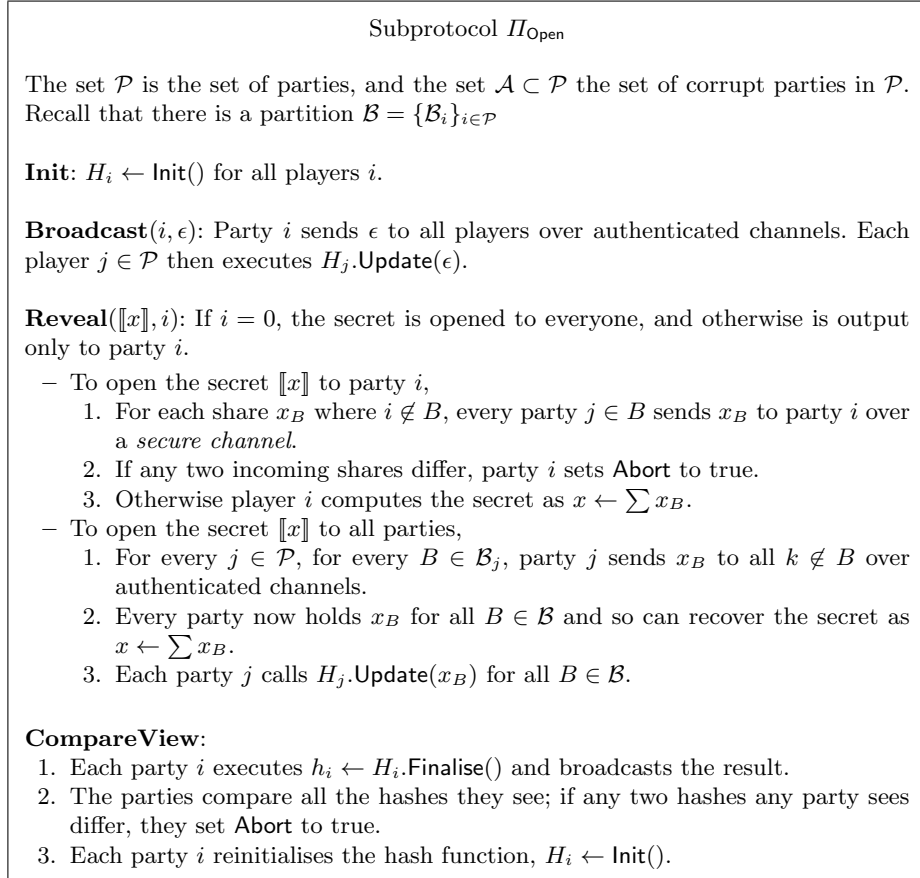 Subprotocol Π_Open
The set 𝒫 is the set of parties, and the set 𝒜 ⊂ 𝒫 the set of corrupt parties in 𝒫.
Recall that there is a partition ℬ = {ℬ_i}_{i∈𝒫}
Init: H_i ← Init() for all players i.
Broadcast(i, ϵ): Party i sends ϵ to all players over authenticated channels. Each
player j ∈ 𝒫 then executes H_j.Update(ϵ).
Reveal(⟦x⟧, i): If i = 0, the secret is opened to everyone, and otherwise is output
only to party i.
– To open the secret ⟦x⟧ to party i,
1. For each share x_B where i ∉ B, every party j ∈ B sends x_B to party i over
a secure channel.
2. If any two incoming shares differ, party i sets Abort to true.
3. Otherwise player i computes the secret as x ← ∑ x_B.
– To open the secret ⟦x⟧ to all parties,
1. For every j ∈ 𝒫, for every B ∈ ℬ_j, party j sends x_B to all k ∉ B over
authenticated channels.
2. Every party now holds x_B for all B ∈ ℬ and so can recover the secret as
x ← ∑ x_B.
3. Each party j calls H_j.Update(x_B) for all B ∈ ℬ.
CompareView:
1. Each party i executes h_i ← H_i.Finalise() and broadcasts the result.
2. The parties compare all the hashes they see; if any two hashes any party sees
differ, they set Abort to true.
3. Each party i reinitialises the hash function, H_i ← Init().